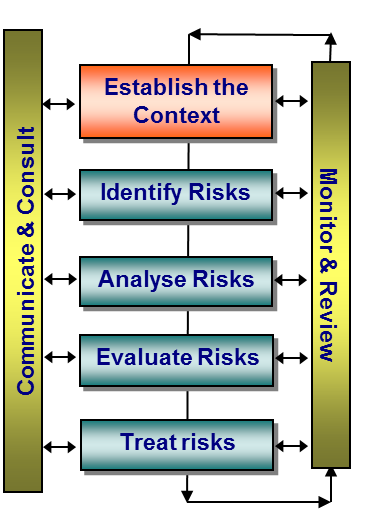 Communicate & Consult
Establish the
Context
Identify Risks
Analyse Risks
Evaluate Risks
Treat risks
Monitor & Review